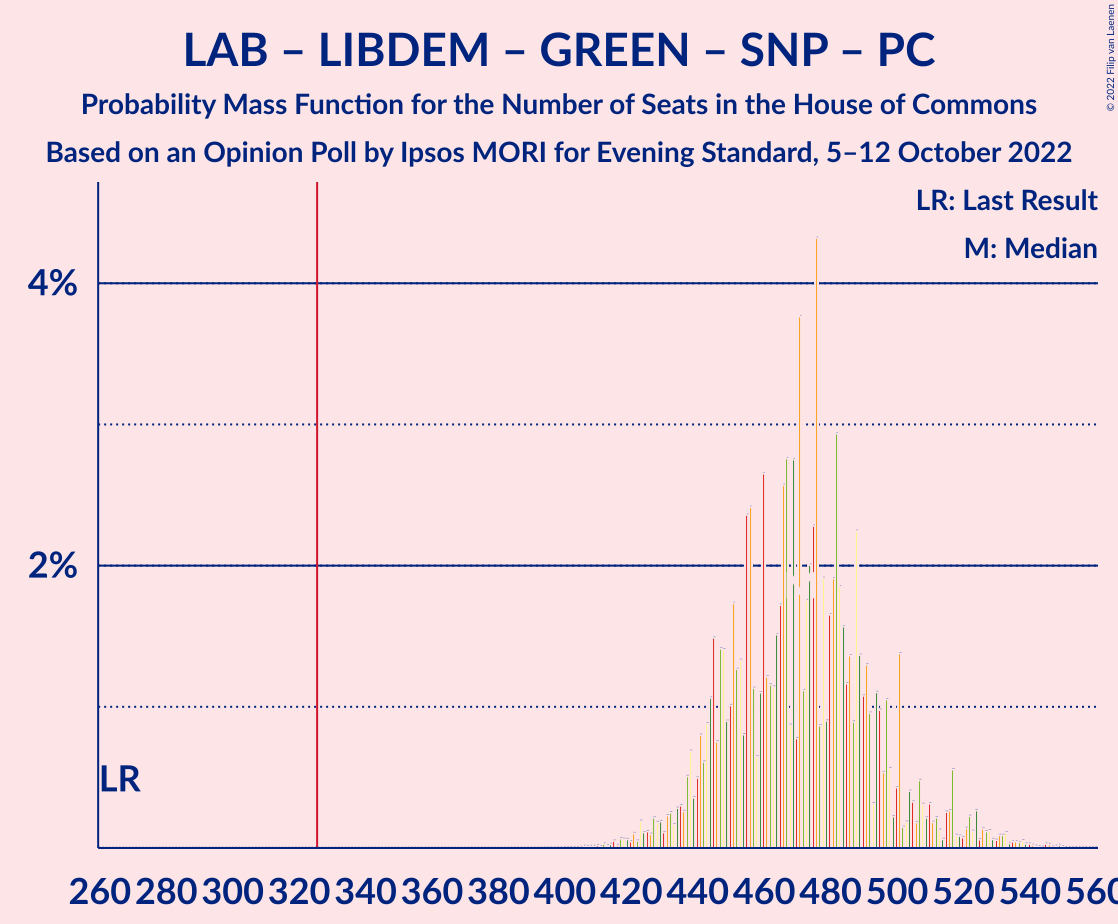 LAB – LIBDEM – GREEN – SNP – PC
Probability Mass Function for the Number of Seats in the House of Commons
Based on an Opinion Poll by Ipsos MORI for Evening Standard, 5–12 October 2022
© 2022 Filip van Laenen
LR: Last Result
M: Median
4%
2%
LR
260 280 300 320 340 360 380 400 420 440 460 480 500 520 540 560